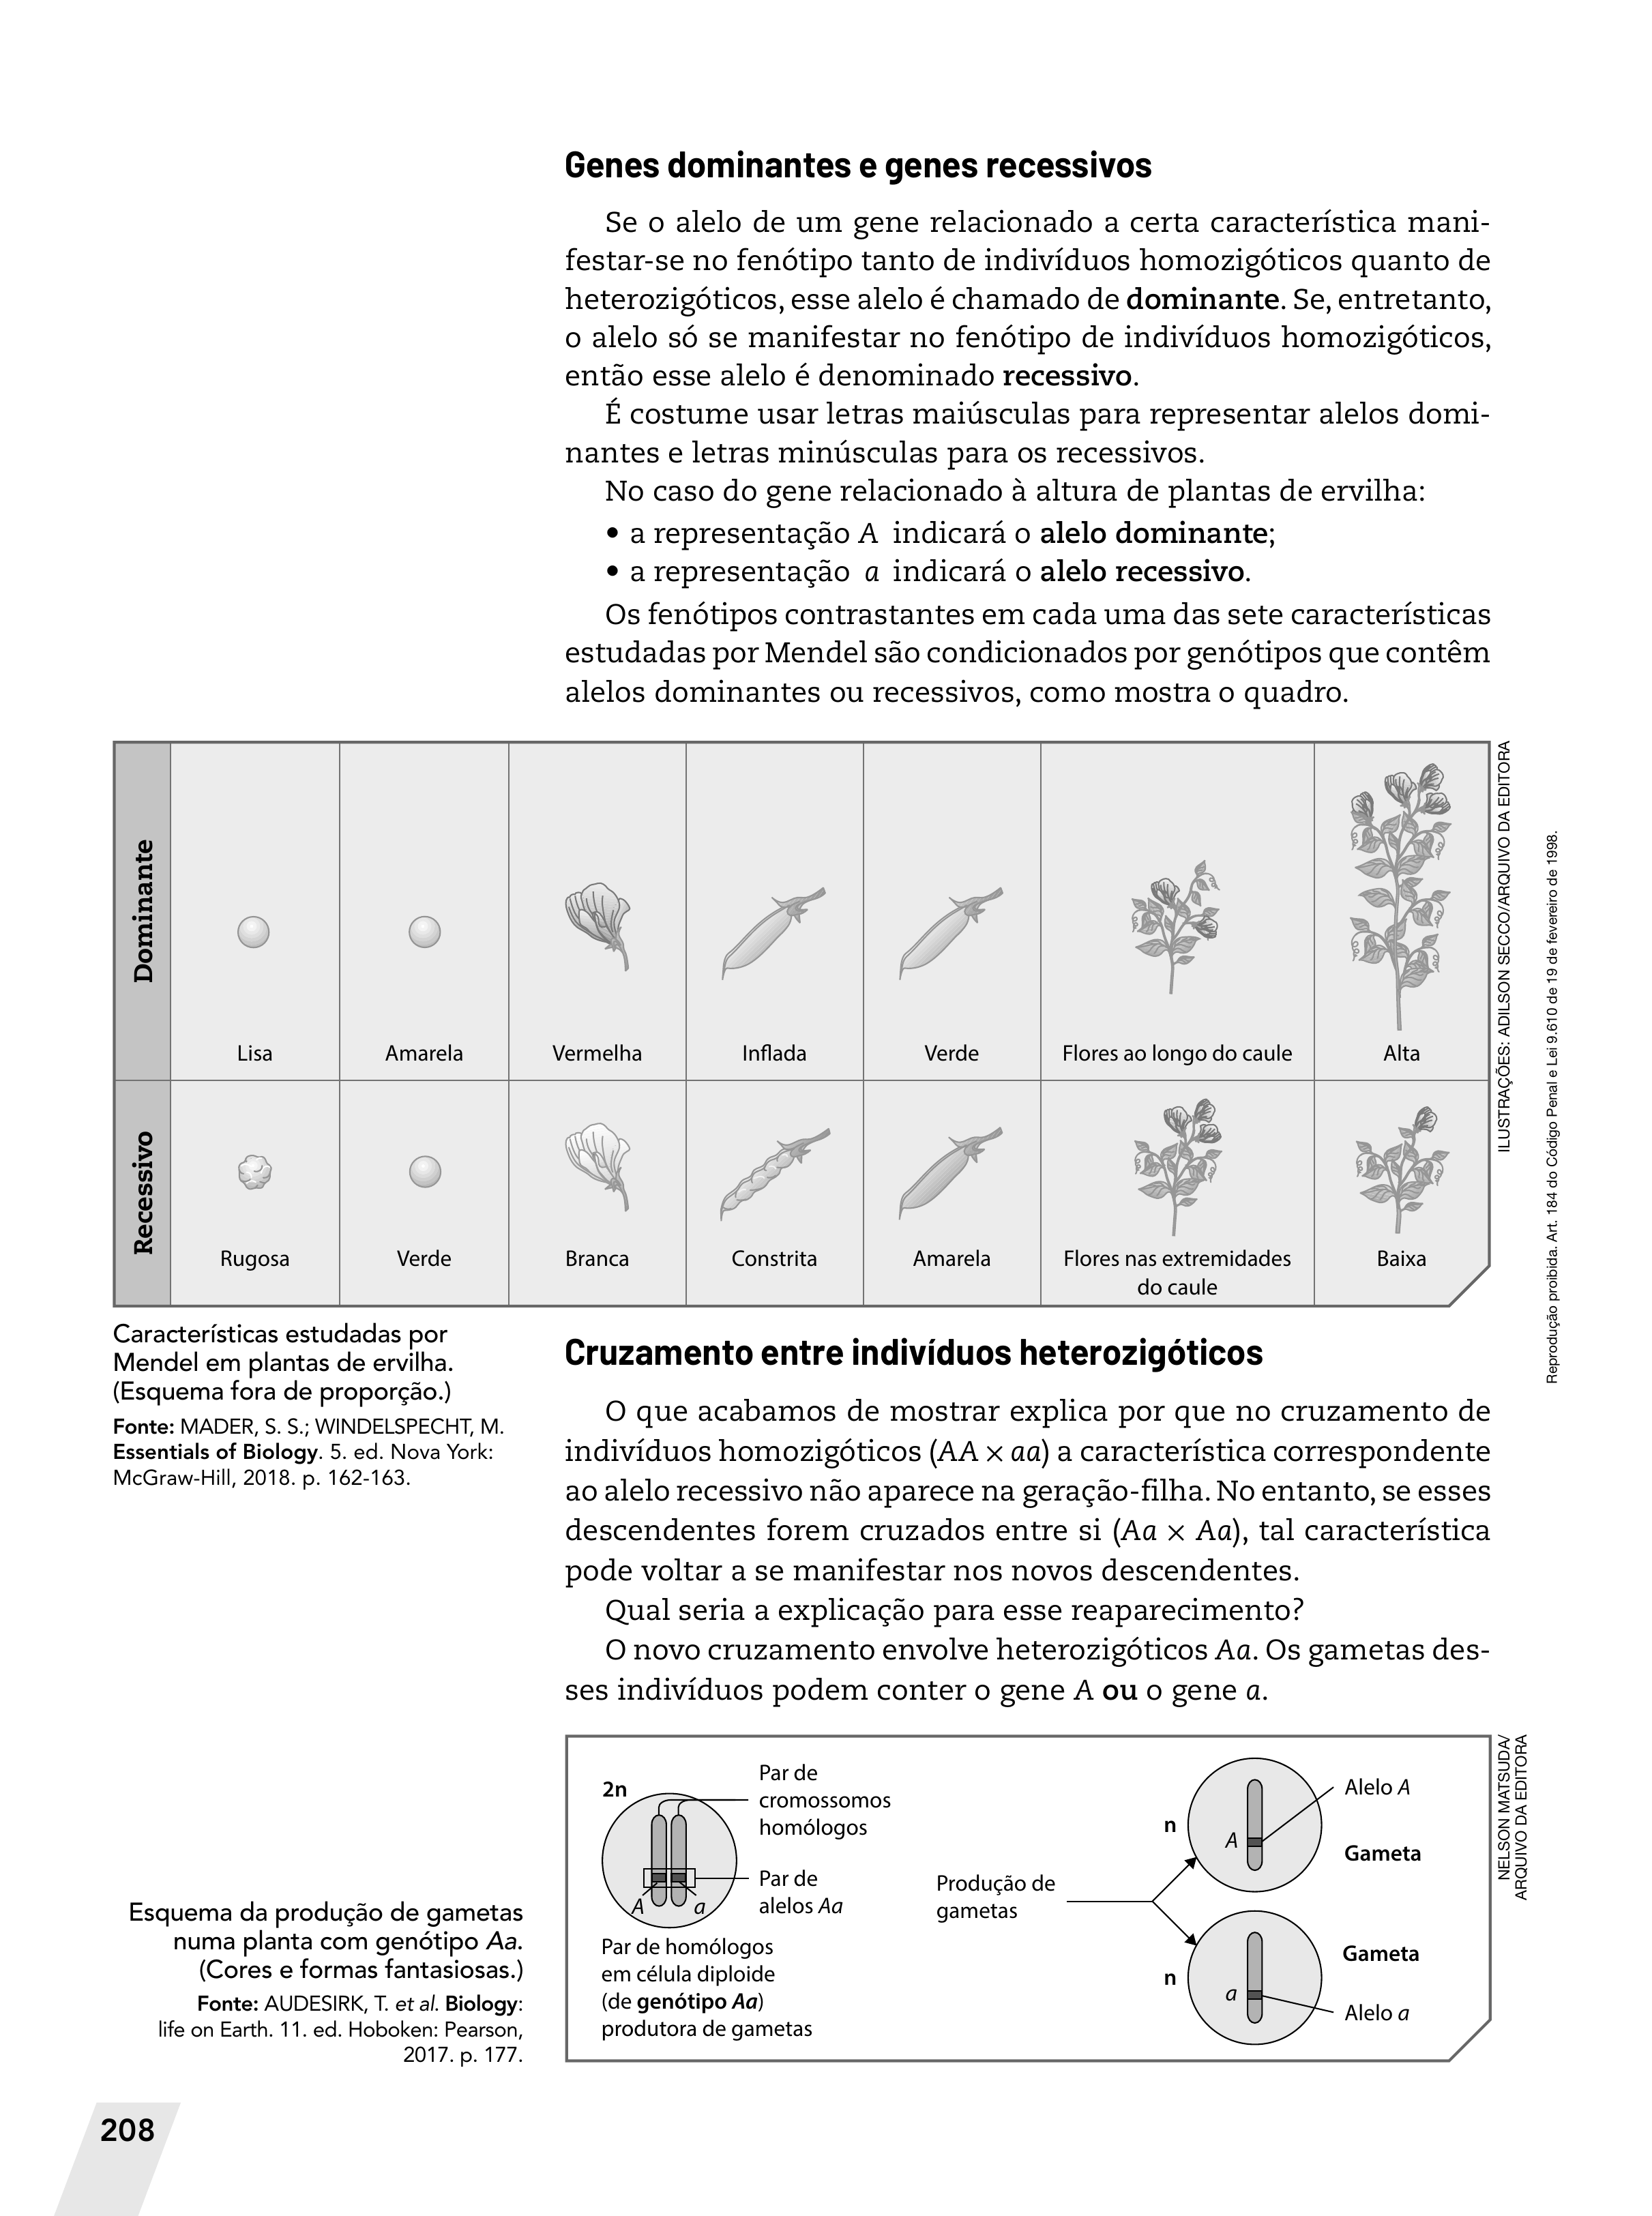 Genes dominantes e genes recessivos
Se o alelo de um gene relacionado a certa característica mani-
festar-se no fenótipo tanto de indivíduos homozigóticos quanto de
heterozigóticos, esse alelo é chamado de dominante. Se, entretanto,
o alelo só se manifestar no fenótipo de indivíduos homozigóticos,
então esse alelo é denominado recessivo.
É costume usar letras maiúsculas para representar alelos domi-
nantes e letras minúsculas para os recessivos.
No caso do gene relacionado à altura de plantas de ervilha:
• a representação A indicará o alelo dominante;
• a representação a indicará o alelo recessivo.
Os fenótipos contrastantes em cada uma das sete características
estudadas por Mendel são condicionados por genótipos que contêm
alelos dominantes ou recessivos, como mostra o quadro.
Dominante
Lisa
Amarela
Vermelha
Inflada
Verde
Flores ao longo do caule
Alta
Recessivo
Rugosa
Verde
Branca
Constrita
Amarela
Flores nas extremidades
do caule
Baixa
ILUSTRAÇÕES: ADILSON SECCO/ARQUIVO DA EDITORA
Reprodução proibida. Art. 184 do Código Penal e Lei 9.610 de 19 de fevereiro de 1998.
Características estudadas por
Mendel em plantas de ervilha.
(Esquema fora de proporção.)
Fonte: MADER, S. S.; WINDELSPECHT, M.
Essentials of Biology. 5. ed. Nova York:
McGraw-Hill, 2018. p. 162-163.
Cruzamento entre indivíduos heterozigóticos
O que acabamos de mostrar explica por que no cruzamento de
indivíduos homozigóticos (AA × aa) a característica correspondente
ao alelo recessivo não aparece na geração-filha. No entanto, se esses
descendentes forem cruzados entre si (Aa × Aa), tal característica
pode voltar a se manifestar nos novos descendentes.
Qual seria a explicação para esse reaparecimento?
O novo cruzamento envolve heterozigóticos Aa. Os gametas des-
ses indivíduos podem conter o gene A ou o gene a.
2n
Par de
cromossomos
homólogos
A
a
Par de
alelos Aa
Par de homólogos
em célula diploide
(de genótipo Aa)
produtora de gametas
Produção de
gametas
n
A
Alelo A
Gameta
n
a
Gameta
Alelo a
NELSON MATSUDA/
ARQUIVO DA EDITORA
Esquema da produção de gametas
numa planta com genótipo Aa.
(Cores e formas fantasiosas.)
Fonte: AUDESIRK, T. et al. Biology:
life on Earth. 11. ed. Hoboken: Pearson,
2017. p. 177.
208